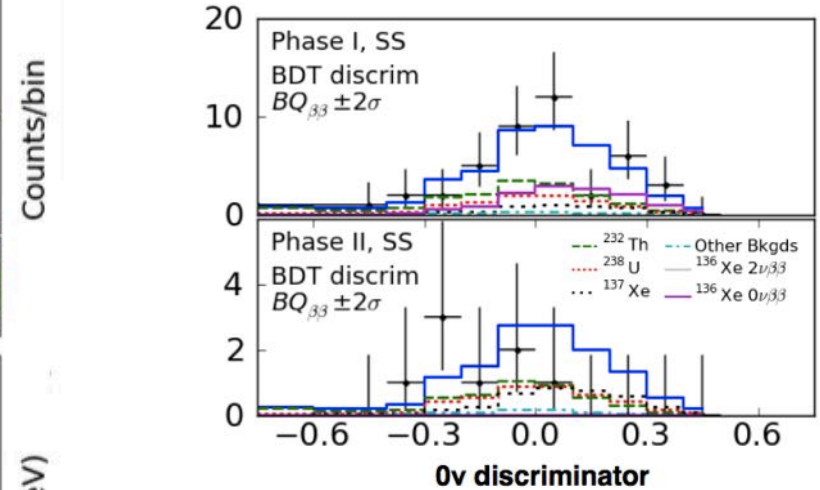 20
Phase I, SS
BDT discrim
BQββ ±2σ
10
0
Counts/bin
Phase II, SS
BDT discrim
BQββ ±2σ
232Th
238U
137Xe
Other Bkgds
136Xe 2νββ
136Xe 0νββ
4
2
0
−0.6 −0.3 0.0 0.3 0.6
0v discriminator
eV)